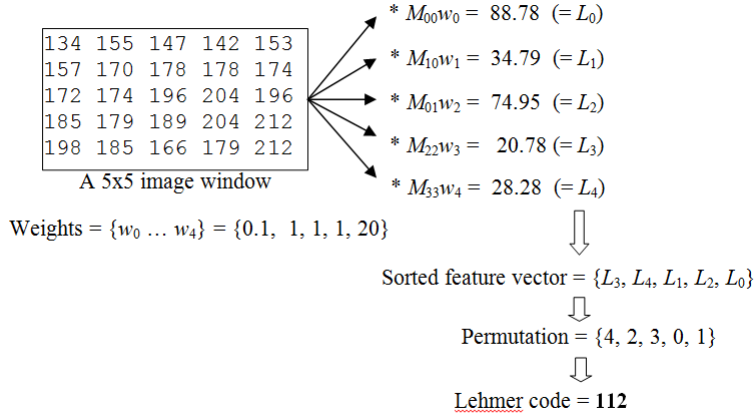 134 155 147 142 153
157 170 178 178 174
172 174 196 204 196
185 179 189 204 212
198 185 166 179 212
A 5x5 image window
Weights = {w₀ … w₄} = {0.1, 1, 1, 1, 20}
* M₀₀w₀ = 88.78 (= L₀)
* M₁₀w₁ = 34.79 (= L₁)
* M₀₁w₂ = 74.95 (= L₂)
* M₂₂w₃ = 20.78 (= L₃)
* M₃₃w₄ = 28.28 (= L₄)
Sorted feature vector = {L₃, L₄, L₁, L₂, L₀}
Permutation = {4, 2, 3, 0, 1}
Lehmer code = 112